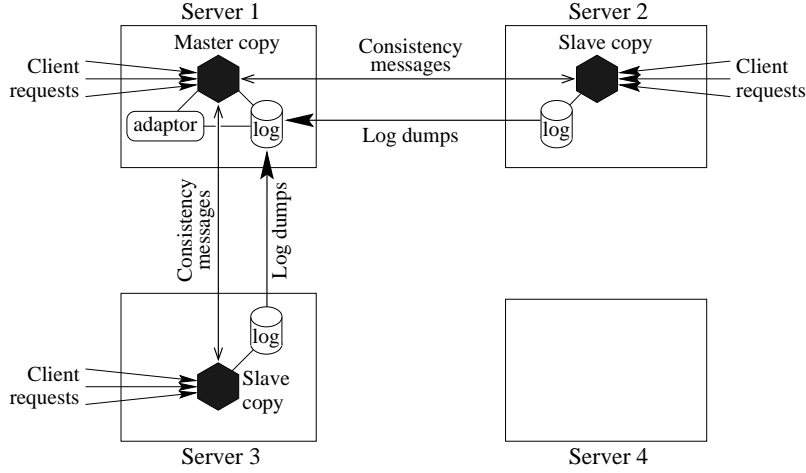 Server 1
Server 2
Master copy
Slave copy
Consistency
messages
Client
requests
Client
requests
adaptor
log
log
Log dumps
Consistency
messages
Log dumps
log
Client
requests
Slave
copy
Server 3
Server 4